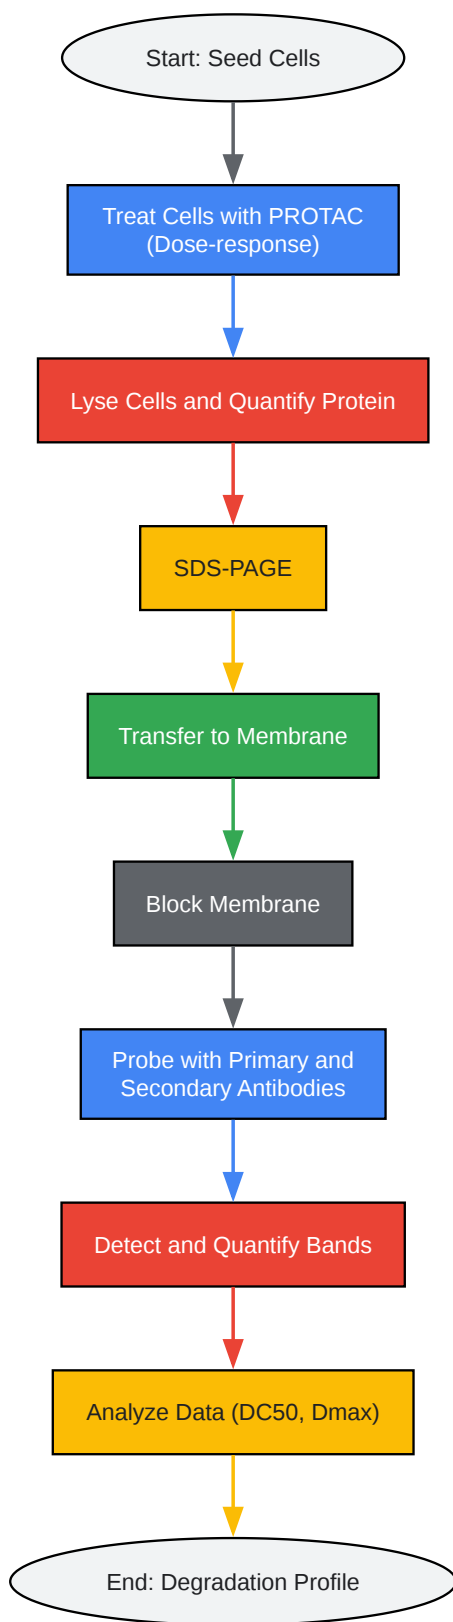 Start: Seed Cells
Treat Cells with PROTAC
(Dose-response)
Lyse Cells and Quantify Protein
SDS-PAGE
Transfer to Membrane
Block Membrane
Probe with Primary and
Secondary Antibodies
Detect and Quantify Bands
Analyze Data (DC50, Dmax)
End: Degradation Profile